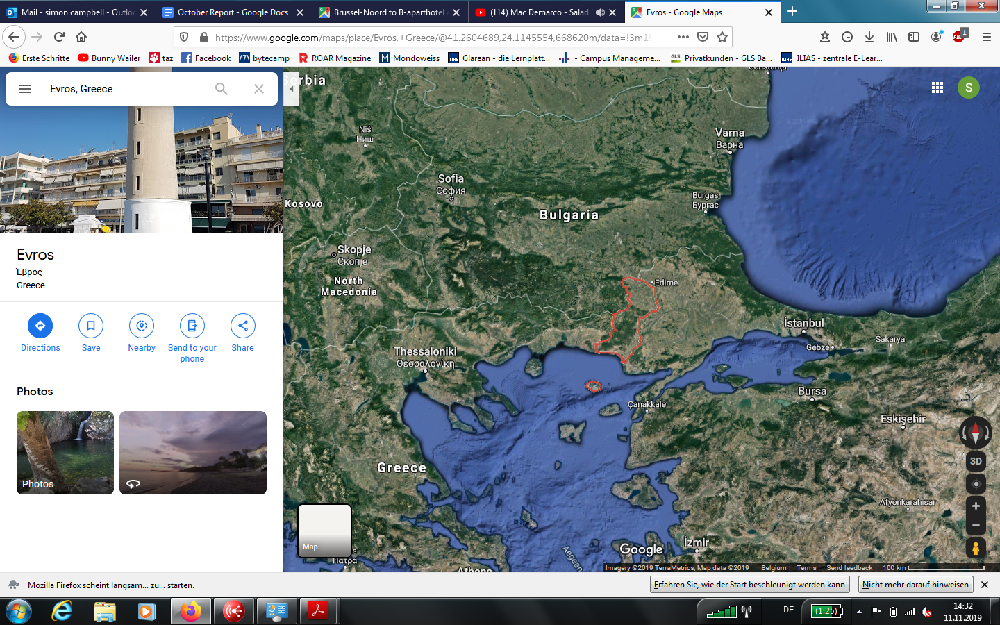 Mail - simon campbell - Outlo
October Report - Google Docs
Brussel-Noord to B-aparthotel
(114) Mac Demarco - Salad
Evros - Google Maps
https://www.google.com/maps/place/Evros,+Greece/@41.2604689,24.1145554,668620m/data=!3m1!
ABP
1
Erste Schritte
Bunny Wailer
taz
Facebook
bytecamp
ROAR Magazine
Mondoweiss
Glarean - die Lernplatt...
- Campus Manageme...
GLS
Privatkunden - GLS Ba...
ILIAS - zentrale E-Lear...
Evros, Greece
Evros
Έβρος
Greece
Directions
Save
Nearby
Send to your
phone
Share
Photos
Photos
Serbia
Constanța
S
Niš
Ниш
Varna
Варна
Sofia
София
Kosovo
Burgas
Бургас
Bulgaria
Skopje
Скопје
North
Macedonia
Edirne
İstanbul
Gebze
Sakarya
Thessaloniki
Θεσσαλονίκη
Bursa
Çanakkale
Eskişehir
Greece
3D
Afyonkarahisar
Map
İzmir
Google
Πάτρα
Aegean
Athens
Imagery ©2019 TerraMetrics, Map data ©2019
Belgium
Terms
Send feedback
100 km
Mozilla Firefox scheint langsam... zu... starten.
Erfahren Sie, wie der Start beschleunigt werden kann
Nicht mehr darauf hinweisen
DE
(1:25)
14:32
11.11.2019